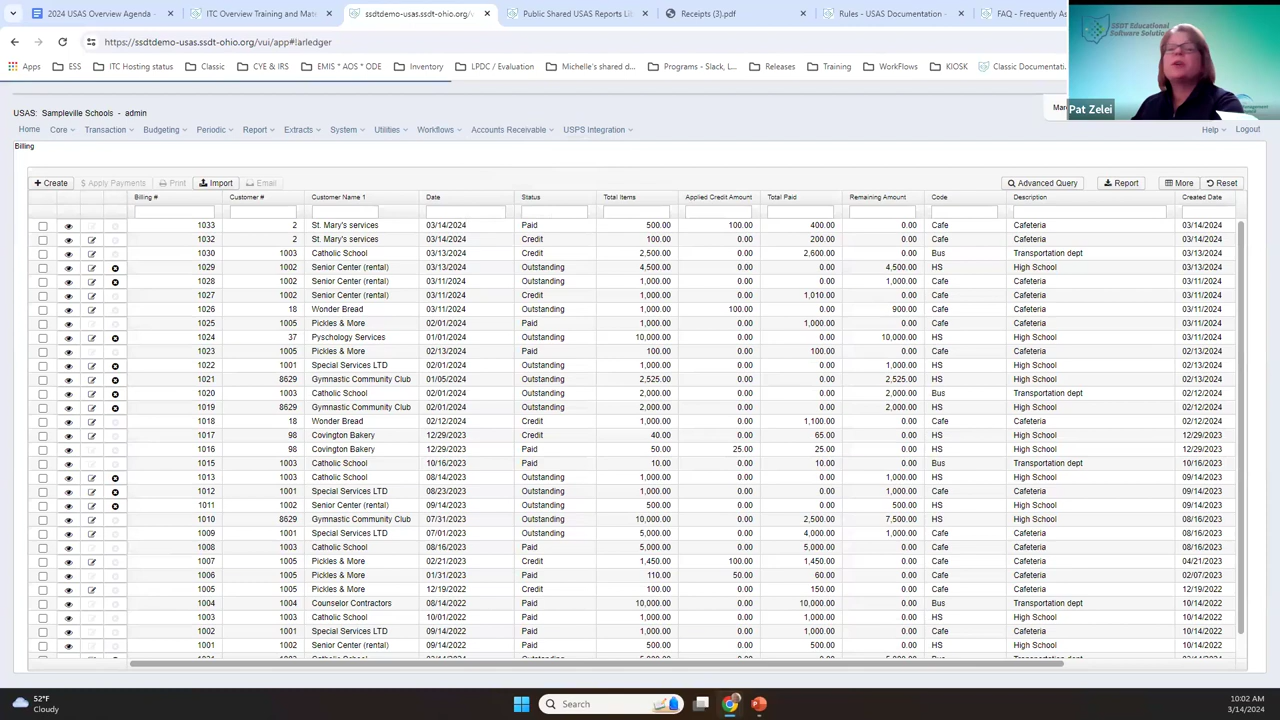 2024 USAS Overview Agenda - 
ITC Overview Training and Mate
ssdtdemo-usas.ssdt-ohio.org/vu
Public Shared USAS Reports Li
Receipts (3).pdf
Rules - USAS Documentation -
FAQ - Frequently As
https://ssdtdemo-usas.ssdt-ohio.org/vui/app#!arledger
SSDT Educational
Software Solutions
Apps ESS ITC Hosting status Classic CYE & IRS EMIS * AOS * ODE Inventory APOC - Evaluation Michelle's shared d... Programs - Slack, L... Releases Training WorkFlows KIOSK Classic Documentati
Pat Zelei
USAS: Sampleville Schools - admin
Home Core Transaction Budgeting Periodic Report Extracts System Utilities Workflows Accounts Receivable USPS Integration Help Logout
Billing
Create Apply Payments Print Import Email Advanced Query Report More Reset
Billing # Customer # Customer Name 1 Date Status Total Items Applied Credit Amount Total Paid Remaining Amount Code Description Created Date
1033 2 St. Mary's services 03/14/2024 Paid 500.00 100.00 400.00 0.00 Cafe Cafeteria 03/14/2024
1032 2 St. Mary's services 03/14/2024 Credit 100.00 0.00 200.00 0.00 Cafe Cafeteria 03/14/2024
1030 1003 Catholic School 03/13/2024 Credit 2,500.00 0.00 2,600.00 0.00 Bus Transportation dept 03/13/2024
1029 1002 Senior Center (rental) 03/13/2024 Outstanding 4,500.00 0.00 0.00 4,500.00 HS High School 03/13/2024
1028 1002 Senior Center (rental) 03/11/2024 Outstanding 1,000.00 0.00 0.00 1,000.00 Cafe Cafeteria 03/11/2024
1027 1002 Senior Center (rental) 03/11/2024 Credit 1,000.00 0.00 1,010.00 0.00 Cafe Cafeteria 03/11/2024
1026 18 Wonder Bread 03/11/2024 Outstanding 1,000.00 100.00 0.00 900.00 Cafe Cafeteria 03/11/2024
1025 1005 Pickles & More 02/01/2024 Paid 1,000.00 0.00 1,000.00 0.00 Cafe Cafeteria 03/11/2024
1024 37 Pyschology Services 01/01/2024 Outstanding 10,000.00 0.00 0.00 10,000.00 HS High School 03/11/2024
1023 1005 Pickles & More 02/13/2024 Paid 100.00 0.00 100.00 0.00 Cafe Cafeteria 02/13/2024
1022 1001 Special Services LTD 02/01/2024 Outstanding 1,000.00 0.00 0.00 1,000.00 HS High School 02/13/2024
1021 8629 Gymnastic Community Club 01/05/2024 Outstanding 2,525.00 0.00 0.00 2,525.00 HS High School 02/13/2024
1020 1003 Catholic School 02/01/2024 Outstanding 2,000.00 0.00 0.00 2,000.00 Bus Transportation dept 02/12/2024
1019 8629 Gymnastic Community Club 02/01/2024 Outstanding 2,000.00 0.00 0.00 2,000.00 HS High School 02/12/2024
1018 18 Wonder Bread 02/12/2024 Credit 1,000.00 0.00 1,100.00 0.00 Cafe Cafeteria 02/12/2024
1017 98 Covington Bakery 12/29/2023 Credit 40.00 0.00 65.00 0.00 HS High School 12/29/2023
1016 98 Covington Bakery 12/29/2023 Paid 50.00 25.00 25.00 0.00 HS High School 12/29/2023
1015 1003 Catholic School 10/16/2023 Paid 10.00 0.00 10.00 0.00 Bus Transportation dept 10/16/2023
1013 1003 Catholic School 08/14/2023 Outstanding 1,000.00 0.00 0.00 1,000.00 HS High School 09/14/2023
1012 1001 Special Services LTD 08/23/2023 Outstanding 1,000.00 0.00 0.00 1,000.00 Cafe Cafeteria 09/14/2023
1011 1002 Senior Center (rental) 09/14/2023 Outstanding 500.00 0.00 0.00 500.00 HS High School 09/14/2023
1010 8629 Gymnastic Community Club 07/31/2023 Outstanding 10,000.00 0.00 2,500.00 7,500.00 HS High School 08/16/2023
1009 1001 Special Services LTD 07/01/2023 Outstanding 5,000.00 0.00 4,000.00 1,000.00 Cafe Cafeteria 08/16/2023
1008 1003 Catholic School 08/16/2023 Paid 5,000.00 0.00 5,000.00 0.00 Cafe Cafeteria 08/16/2023
1007 1005 Pickles & More 02/21/2023 Credit 1,450.00 100.00 1,450.00 0.00 Cafe Cafeteria 04/21/2023
1006 1005 Pickles & More 01/31/2023 Paid 110.00 50.00 60.00 0.00 Cafe Cafeteria 02/07/2023
1005 1005 Pickles & More 12/19/2022 Credit 100.00 0.00 150.00 0.00 Cafe Cafeteria 12/19/2022
1004 1004 Counselor Contractors 08/14/2022 Paid 10,000.00 0.00 10,000.00 0.00 Bus Transportation dept 10/14/2022
1003 1003 Catholic School 10/01/2022 Paid 1,000.00 0.00 1,000.00 0.00 HS High School 10/14/2022
1002 1001 Special Services LTD 09/14/2022 Paid 1,000.00 0.00 1,000.00 0.00 Cafe Cafeteria 10/14/2022
1001 1002 Senior Center (rental) 09/14/2022 Paid 500.00 0.00 500.00 0.00 HS High School 10/14/2022
52°F
Cloudy
Search
10:02 AM
3/14/2024